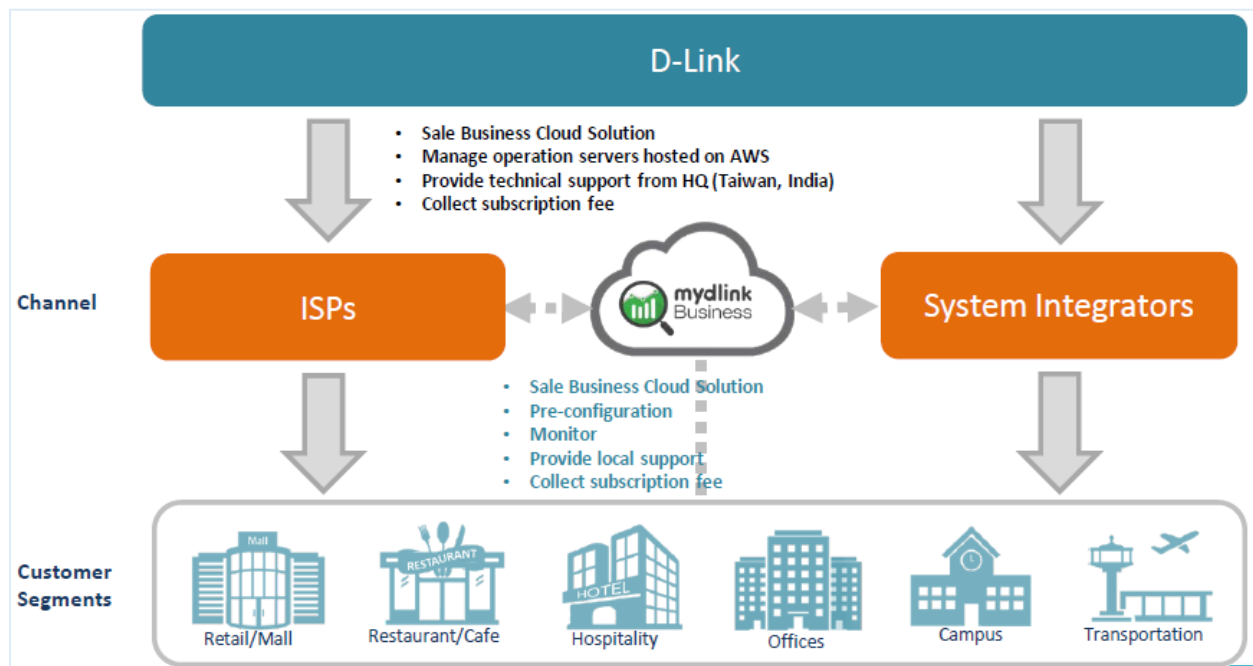 D-Link
• Sale Business Cloud Solution
• Manage operation servers hosted on AWS
• Provide technical support from HQ (Taiwan, India)
• Collect subscription fee
Channel
ISPs
mydlink
Business
System Integrators
• Sale Business Cloud Solution
• Pre-configuration
• Monitor
• Provide local support
• Collect subscription fee
Customer
Segments
Mall
RESTAURANT
HOTEL
Retail/Mall
Restaurant/Cafe
Hospitality
Offices
Campus
Transportation